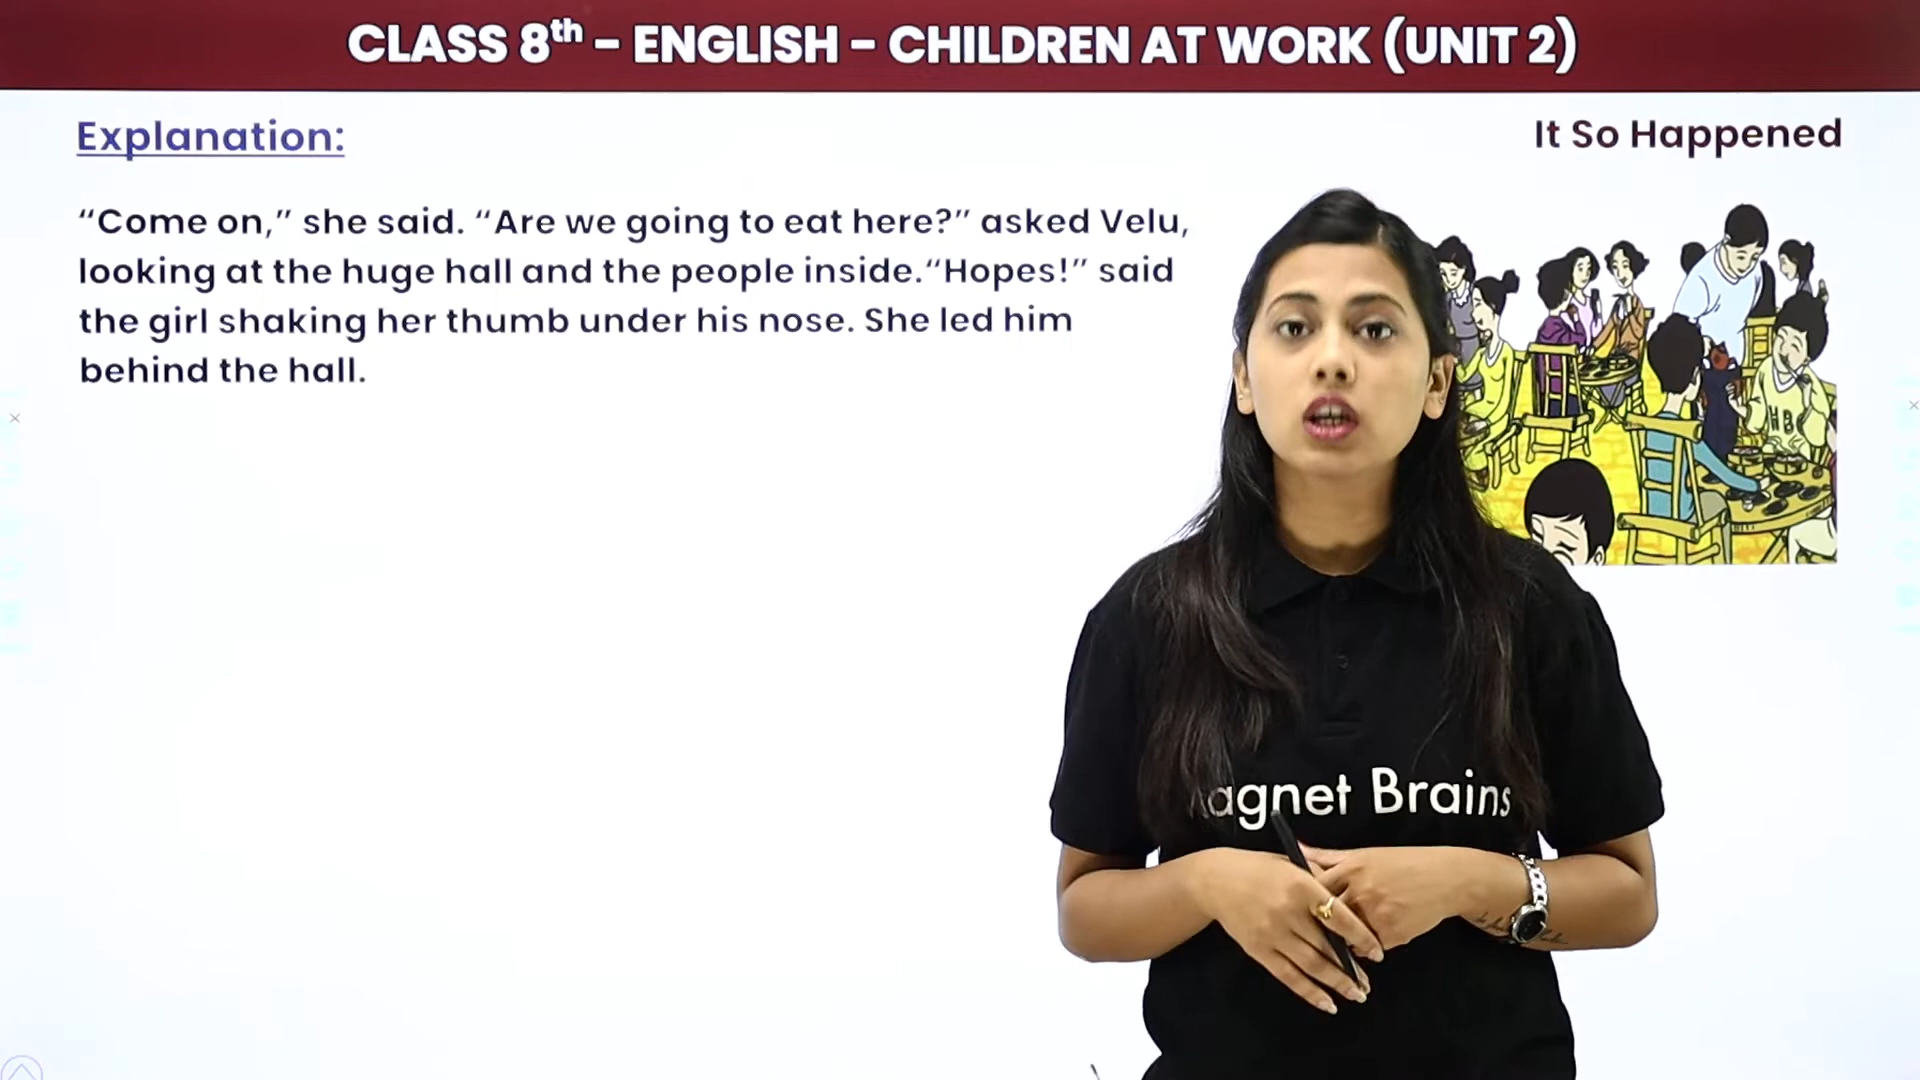 CLASS 8th – ENGLISH – CHILDREN AT WORK (UNIT 2)
Explanation:
It So Happened
“Come on,” she said. “Are we going to eat here?” asked Velu,
looking at the huge hall and the people inside.“Hopes!” said
the girl shaking her thumb under his nose. She led him
behind the hall.
HB
agnet Brains